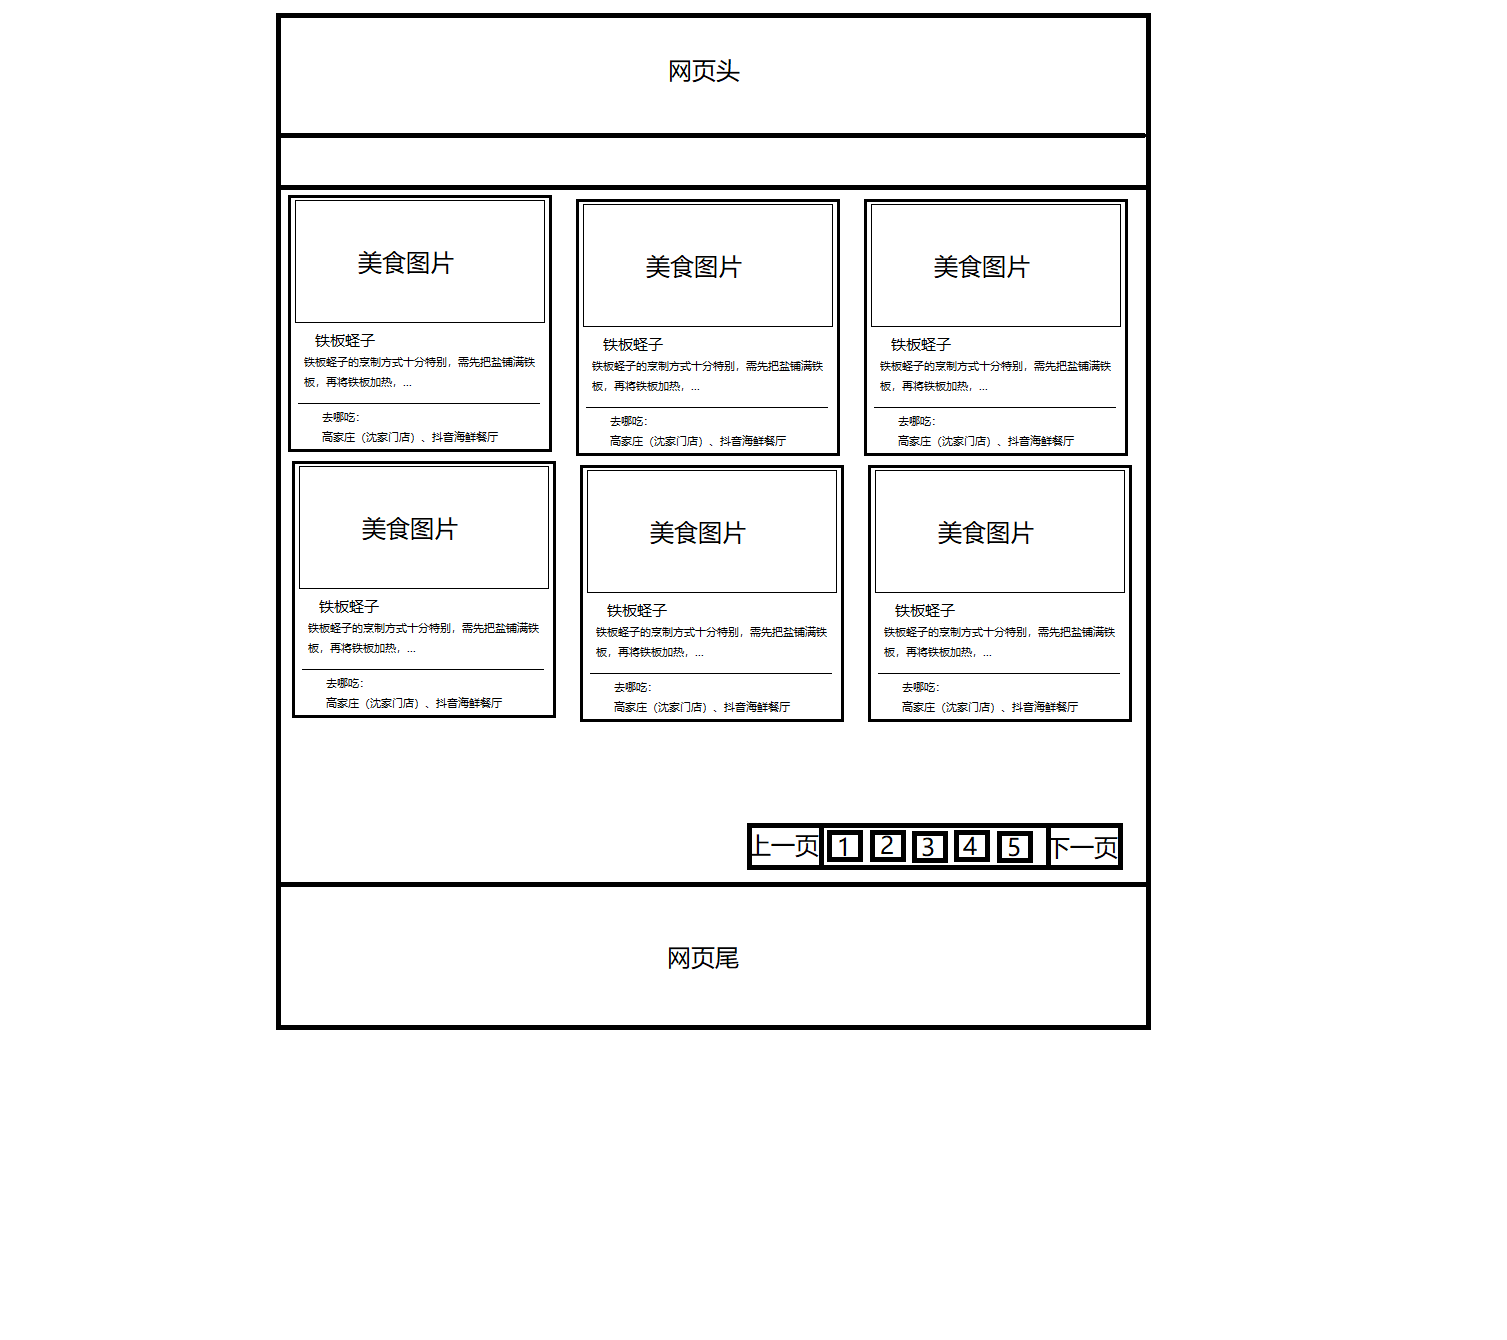 网页头
美食图片
铁板蛏子
铁板蛏子的烹制方式十分特别，需先把盐铺满铁
板，再将铁板加热，...
去哪吃：
高家庄（沈家门店）、抖音海鲜餐厅
美食图片
铁板蛏子
铁板蛏子的烹制方式十分特别，需先把盐铺满铁
板，再将铁板加热，...
去哪吃：
高家庄（沈家门店）、抖音海鲜餐厅
美食图片
铁板蛏子
铁板蛏子的烹制方式十分特别，需先把盐铺满铁
板，再将铁板加热，...
去哪吃：
高家庄（沈家门店）、抖音海鲜餐厅
美食图片
铁板蛏子
铁板蛏子的烹制方式十分特别，需先把盐铺满铁
板，再将铁板加热，...
去哪吃：
高家庄（沈家门店）、抖音海鲜餐厅
美食图片
铁板蛏子
铁板蛏子的烹制方式十分特别，需先把盐铺满铁
板，再将铁板加热，...
去哪吃：
高家庄（沈家门店）、抖音海鲜餐厅
美食图片
铁板蛏子
铁板蛏子的烹制方式十分特别，需先把盐铺满铁
板，再将铁板加热，...
去哪吃：
高家庄（沈家门店）、抖音海鲜餐厅
上一页 1 2 3 4 5 下一页
网页尾